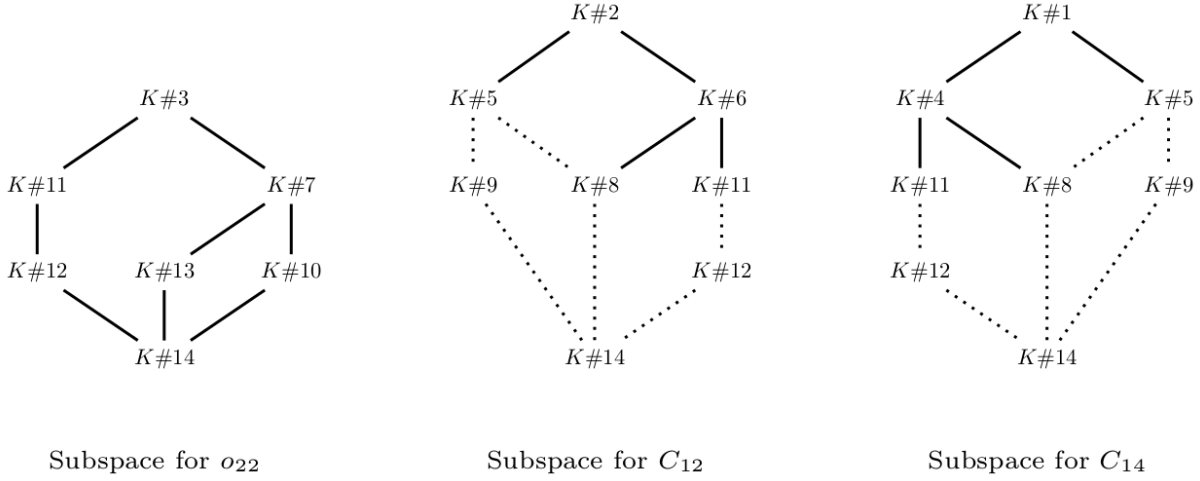 K#2
K#1
K#3
K#5 K#6
K#4 K#5
K#11 K#7
K#9 K#8 K#11
K#11 K#8 K#9
K#12 K#13 K#10
K#12
K#12
K#14
K#14
K#14
Subspace for o₂₂
Subspace for C₁₂
Subspace for C₁₄